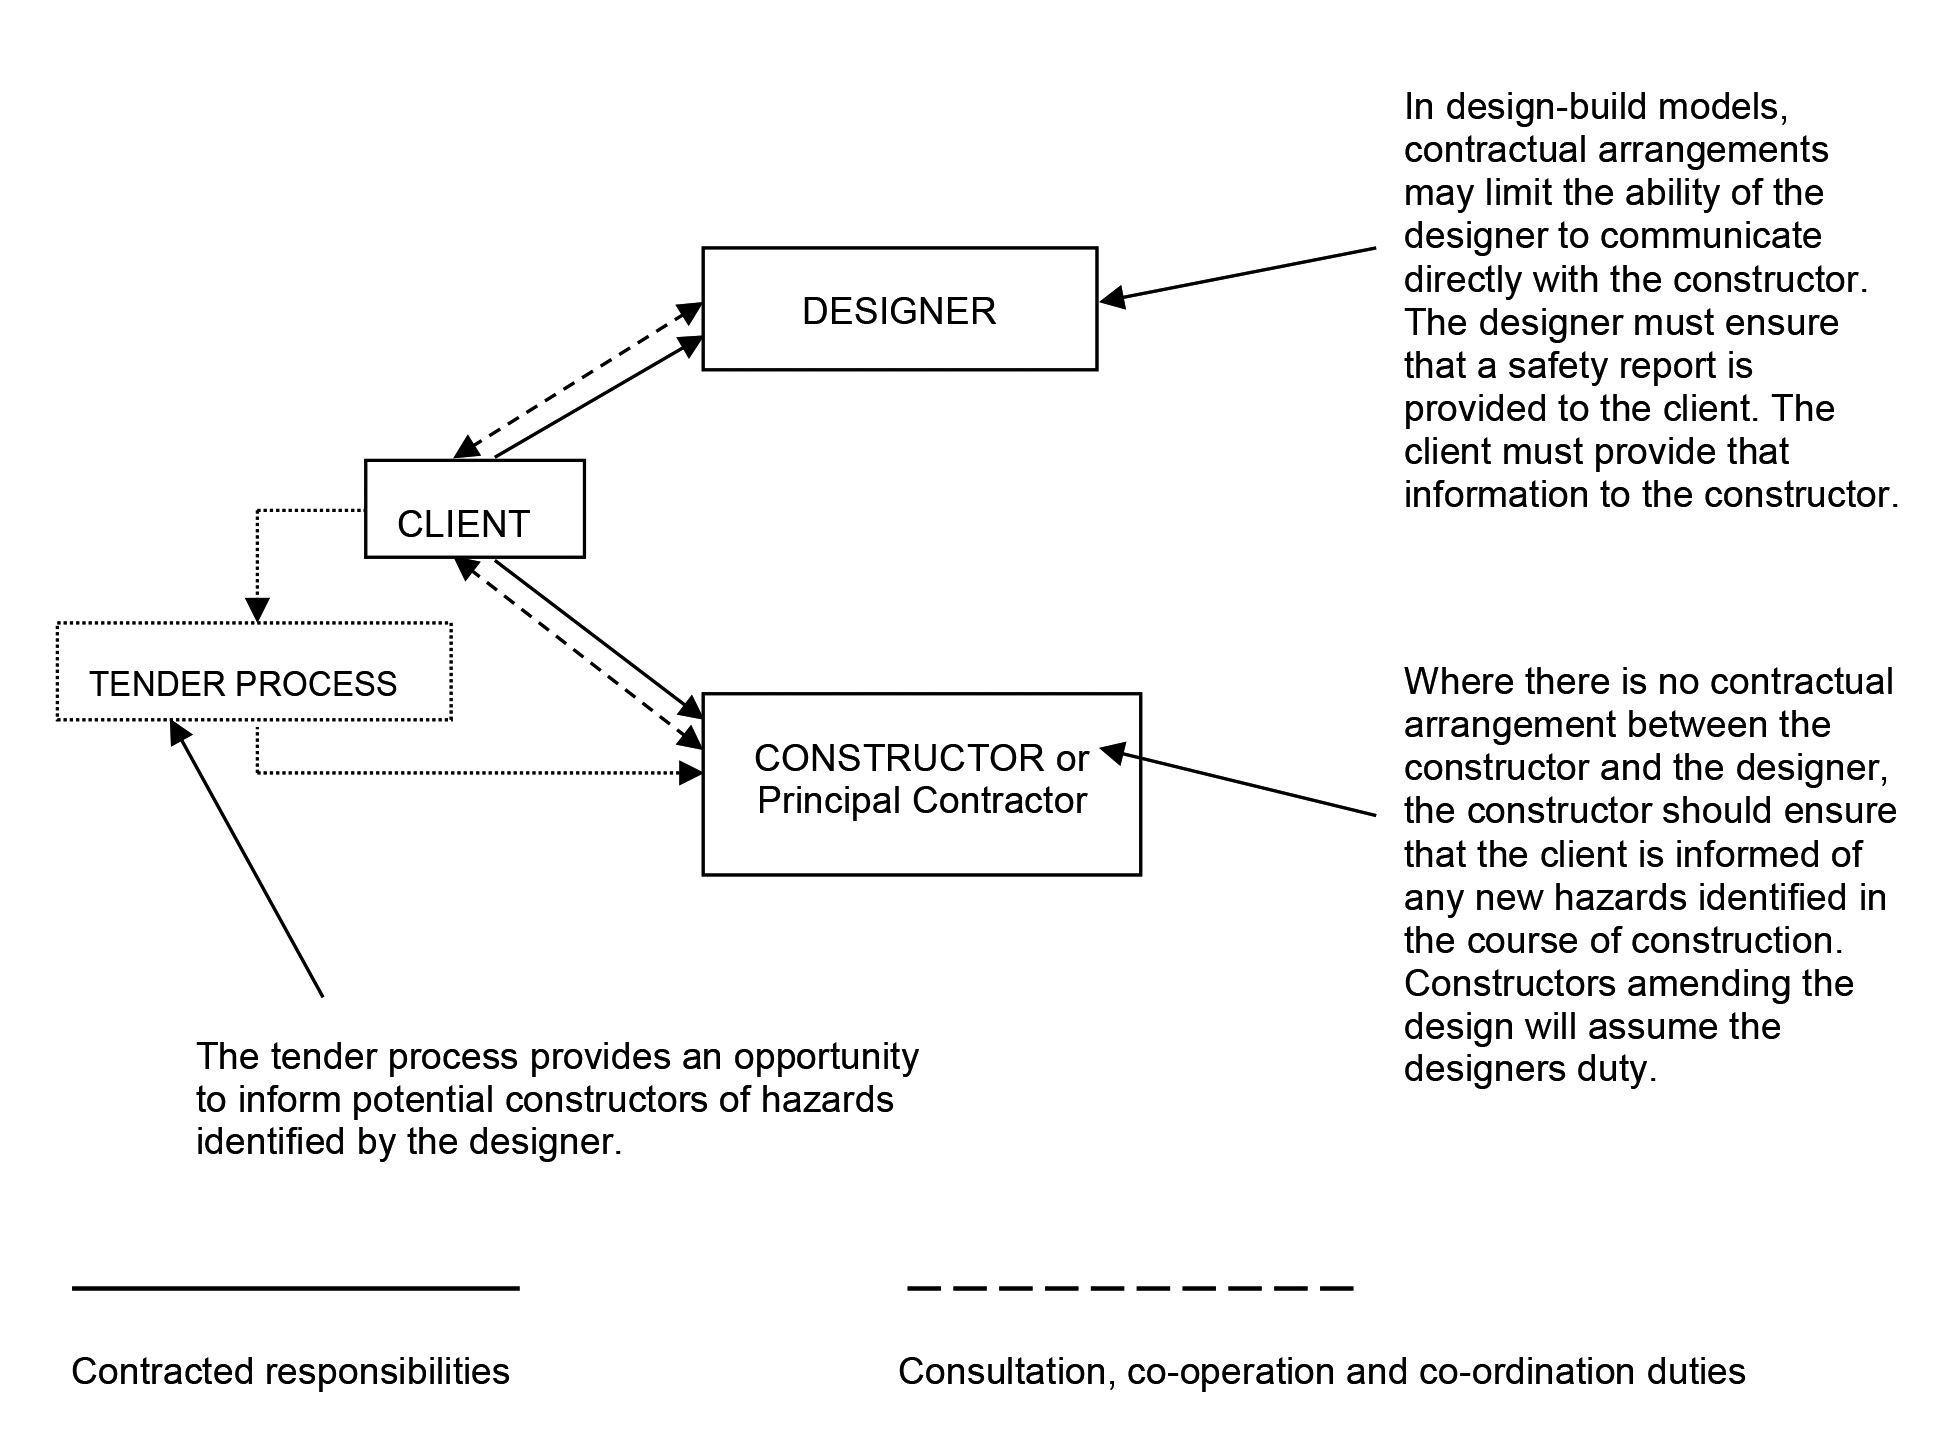 In design-build models,
contractual arrangements
may limit the ability of the
designer to communicate
directly with the constructor.
The designer must ensure
that a safety report is
provided to the client. The
client must provide that
information to the constructor.
DESIGNER
CLIENT
TENDER PROCESS
CONSTRUCTOR or
Principal Contractor
Where there is no contractual
arrangement between the
constructor and the designer,
the constructor should ensure
that the client is informed of
any new hazards identified in
the course of construction.
Constructors amending the
design will assume the
designers duty.
The tender process provides an opportunity
to inform potential constructors of hazards
identified by the designer.
Contracted responsibilities
Consultation, co-operation and co-ordination duties